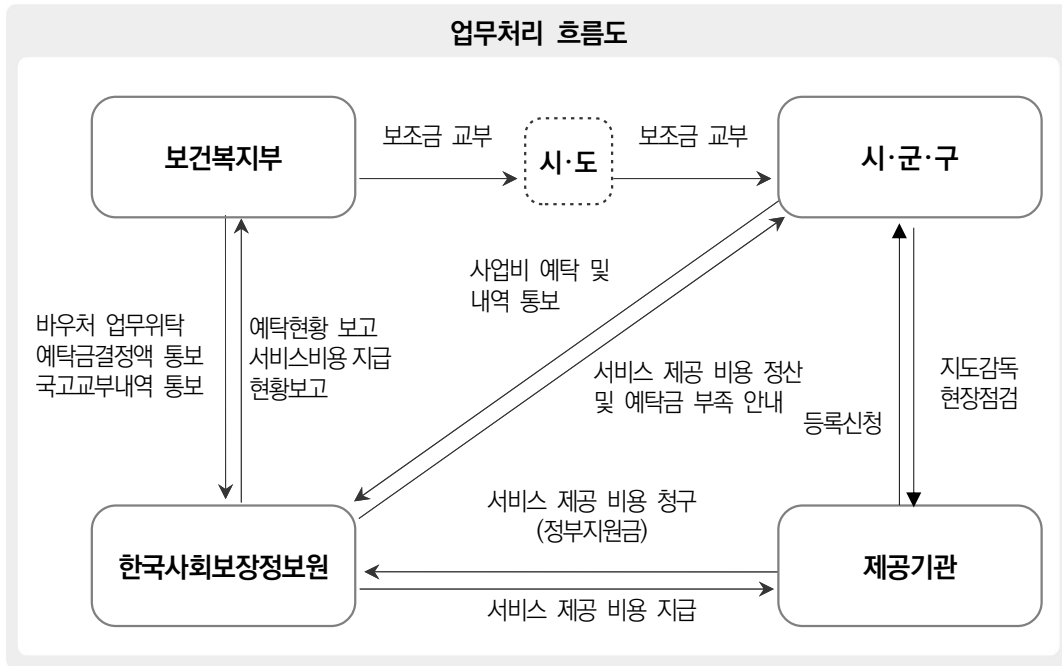 업무처리 흐름도
보건복지부
보조금 교부
시·도
보조금 교부
시·군·구
사업비 예탁 및
내역 통보
바우처 업무위탁
예탁금결정액 통보
국고교부내역 통보
예탁현황 보고
서비스비용 지급
현황보고
서비스 제공 비용 정산
및 예탁금 부족 안내
등록신청
지도감독
현장점검
한국사회보장정보원
서비스 제공 비용 청구
(정부지원금)
서비스 제공 비용 지급
제공기관